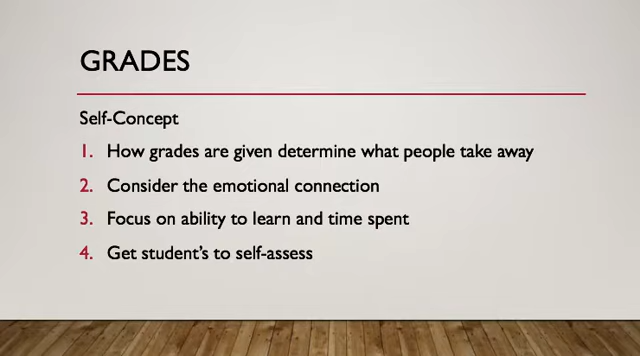 GRADES
Self-Concept
1. How grades are given determine what people take away
2. Consider the emotional connection
3. Focus on ability to learn and time spent
4. Get student's to self-assess